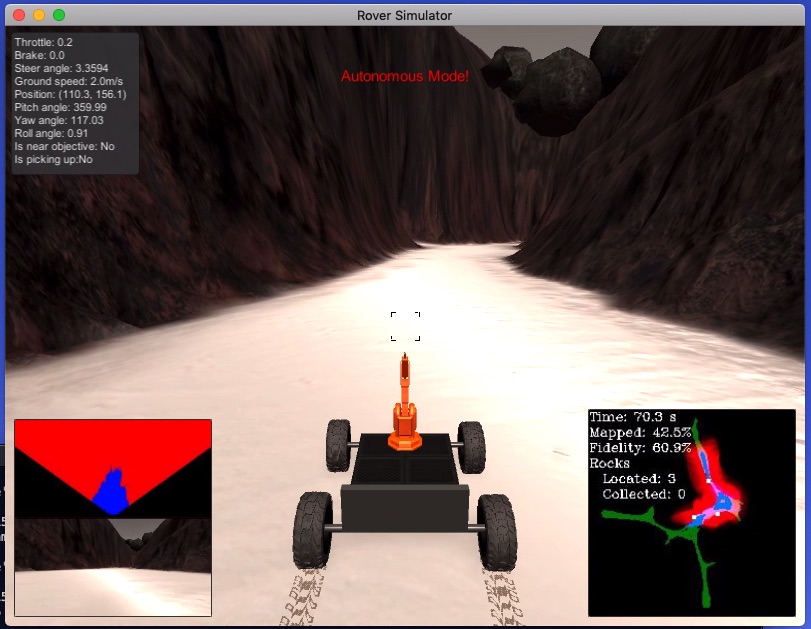 Rover Simulator
Throttle: 0.2
Brake: 0.0
Steer angle: 3.3594
Ground speed: 2.0m/s
Position: (110.3, 156.1)
Pitch angle: 359.99
Yaw angle: 117.03
Roll angle: 0.91
Is near objective: No
Is picking up:No
Autonomous Mode!
Time: 70.3 s
Mapped: 42.5%
Fidelity: 60.9%
Rocks
Located: 3
Collected: 0